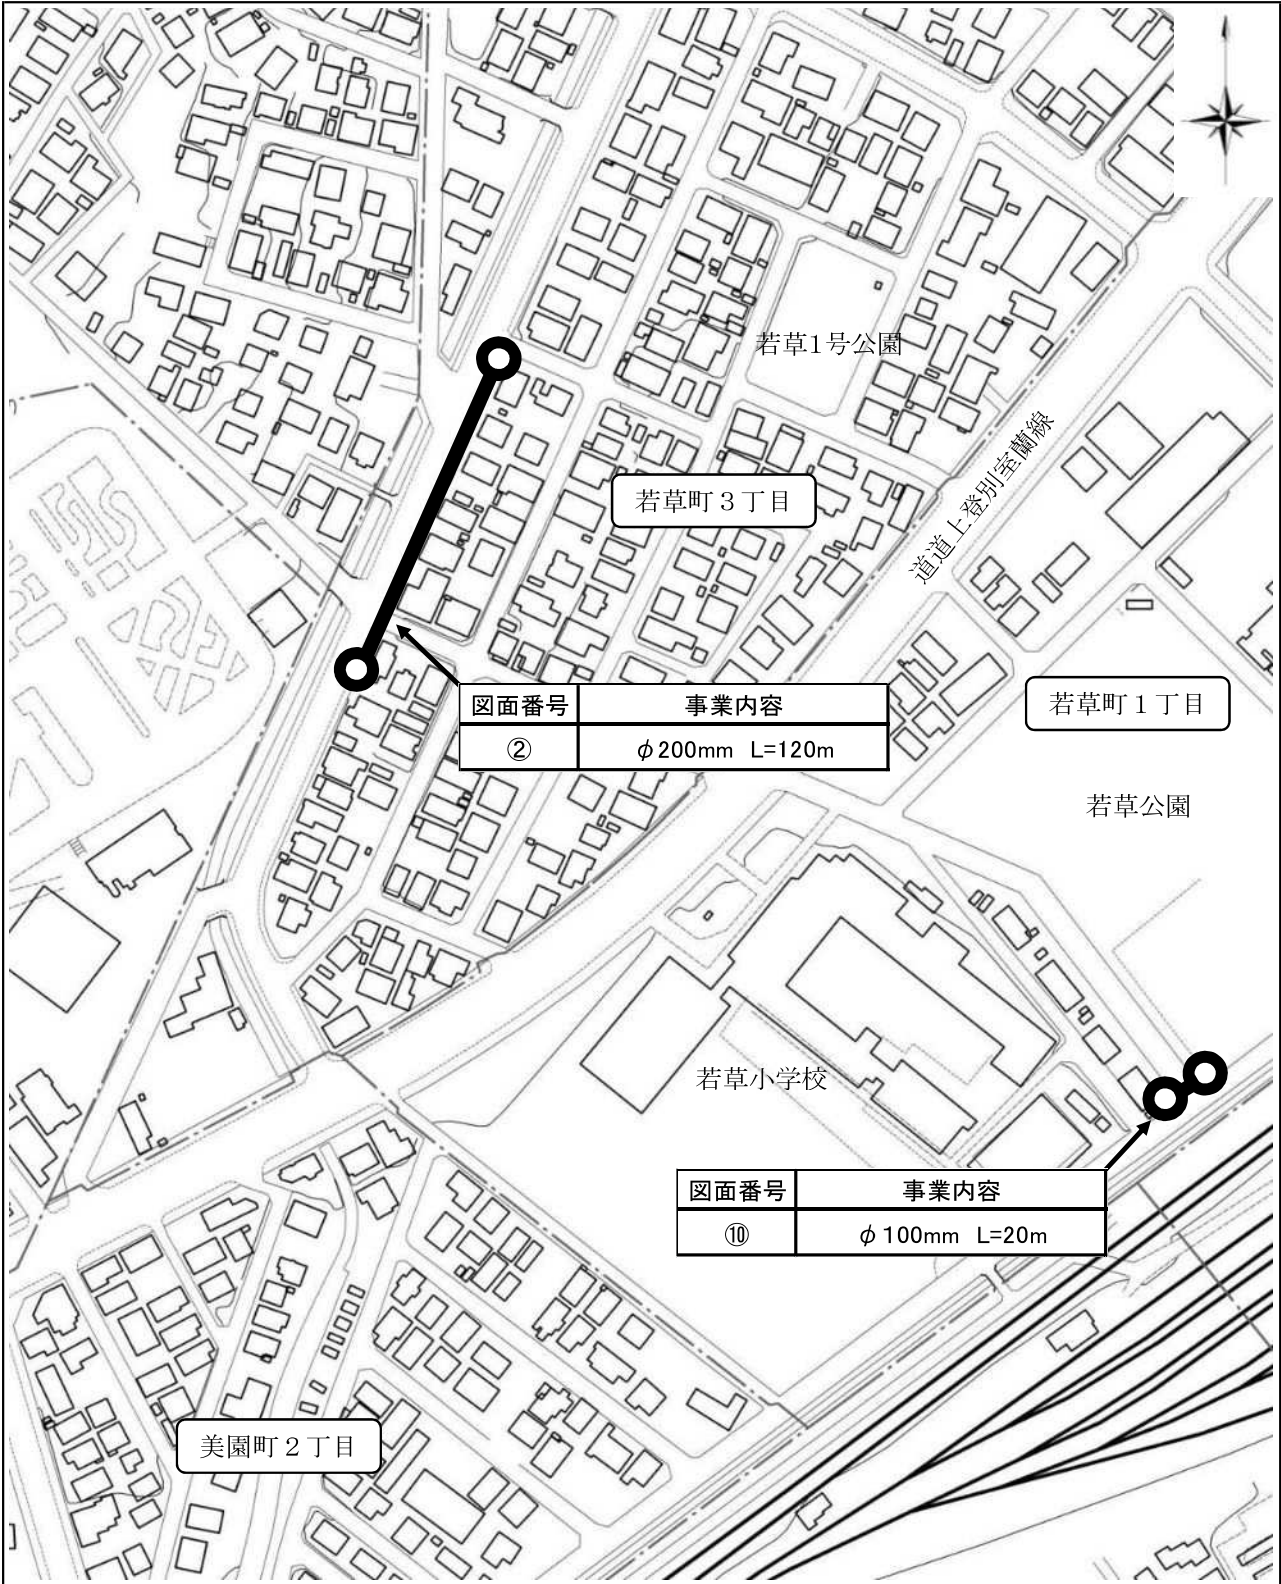 若草1号公園
道道上登別室蘭線
若草町３丁目
図面番号 事業内容
② φ200mm L=120m
若草町１丁目
若草公園
若草小学校
図面番号 事業内容
⑩ φ100mm L=20m
美園町２丁目